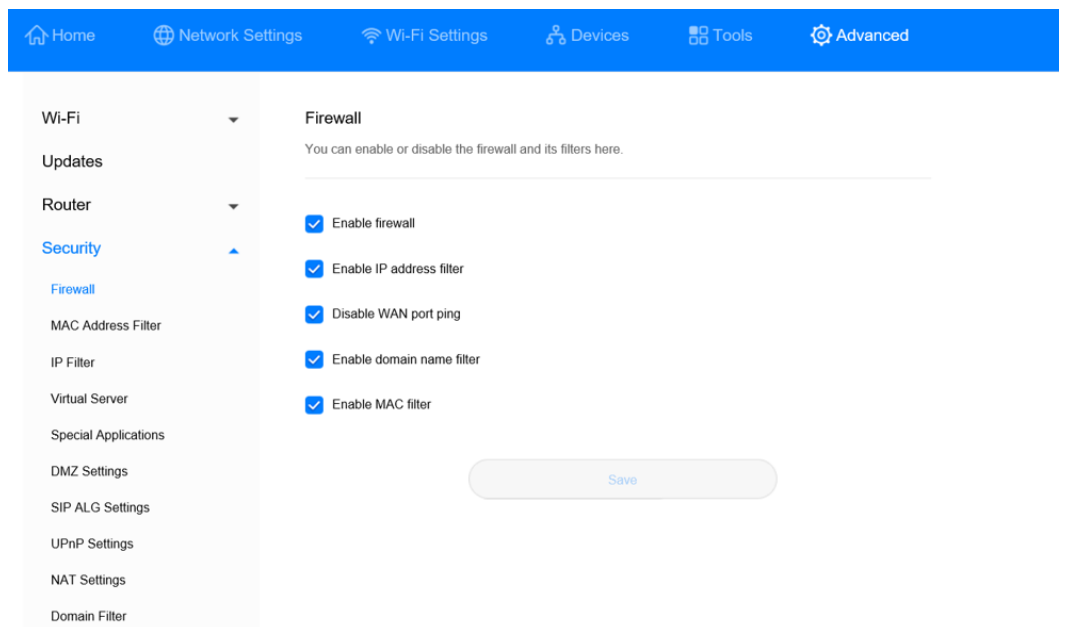 Home Network Settings Wi-Fi Settings Devices Tools Advanced
Wi-Fi
Updates
Router
Security
Firewall
MAC Address Filter
IP Filter
Virtual Server
Special Applications
DMZ Settings
SIP ALG Settings
UPnP Settings
NAT Settings
Domain Filter
Firewall
You can enable or disable the firewall and its filters here.
Enable firewall
Enable IP address filter
Disable WAN port ping
Enable domain name filter
Enable MAC filter
Save